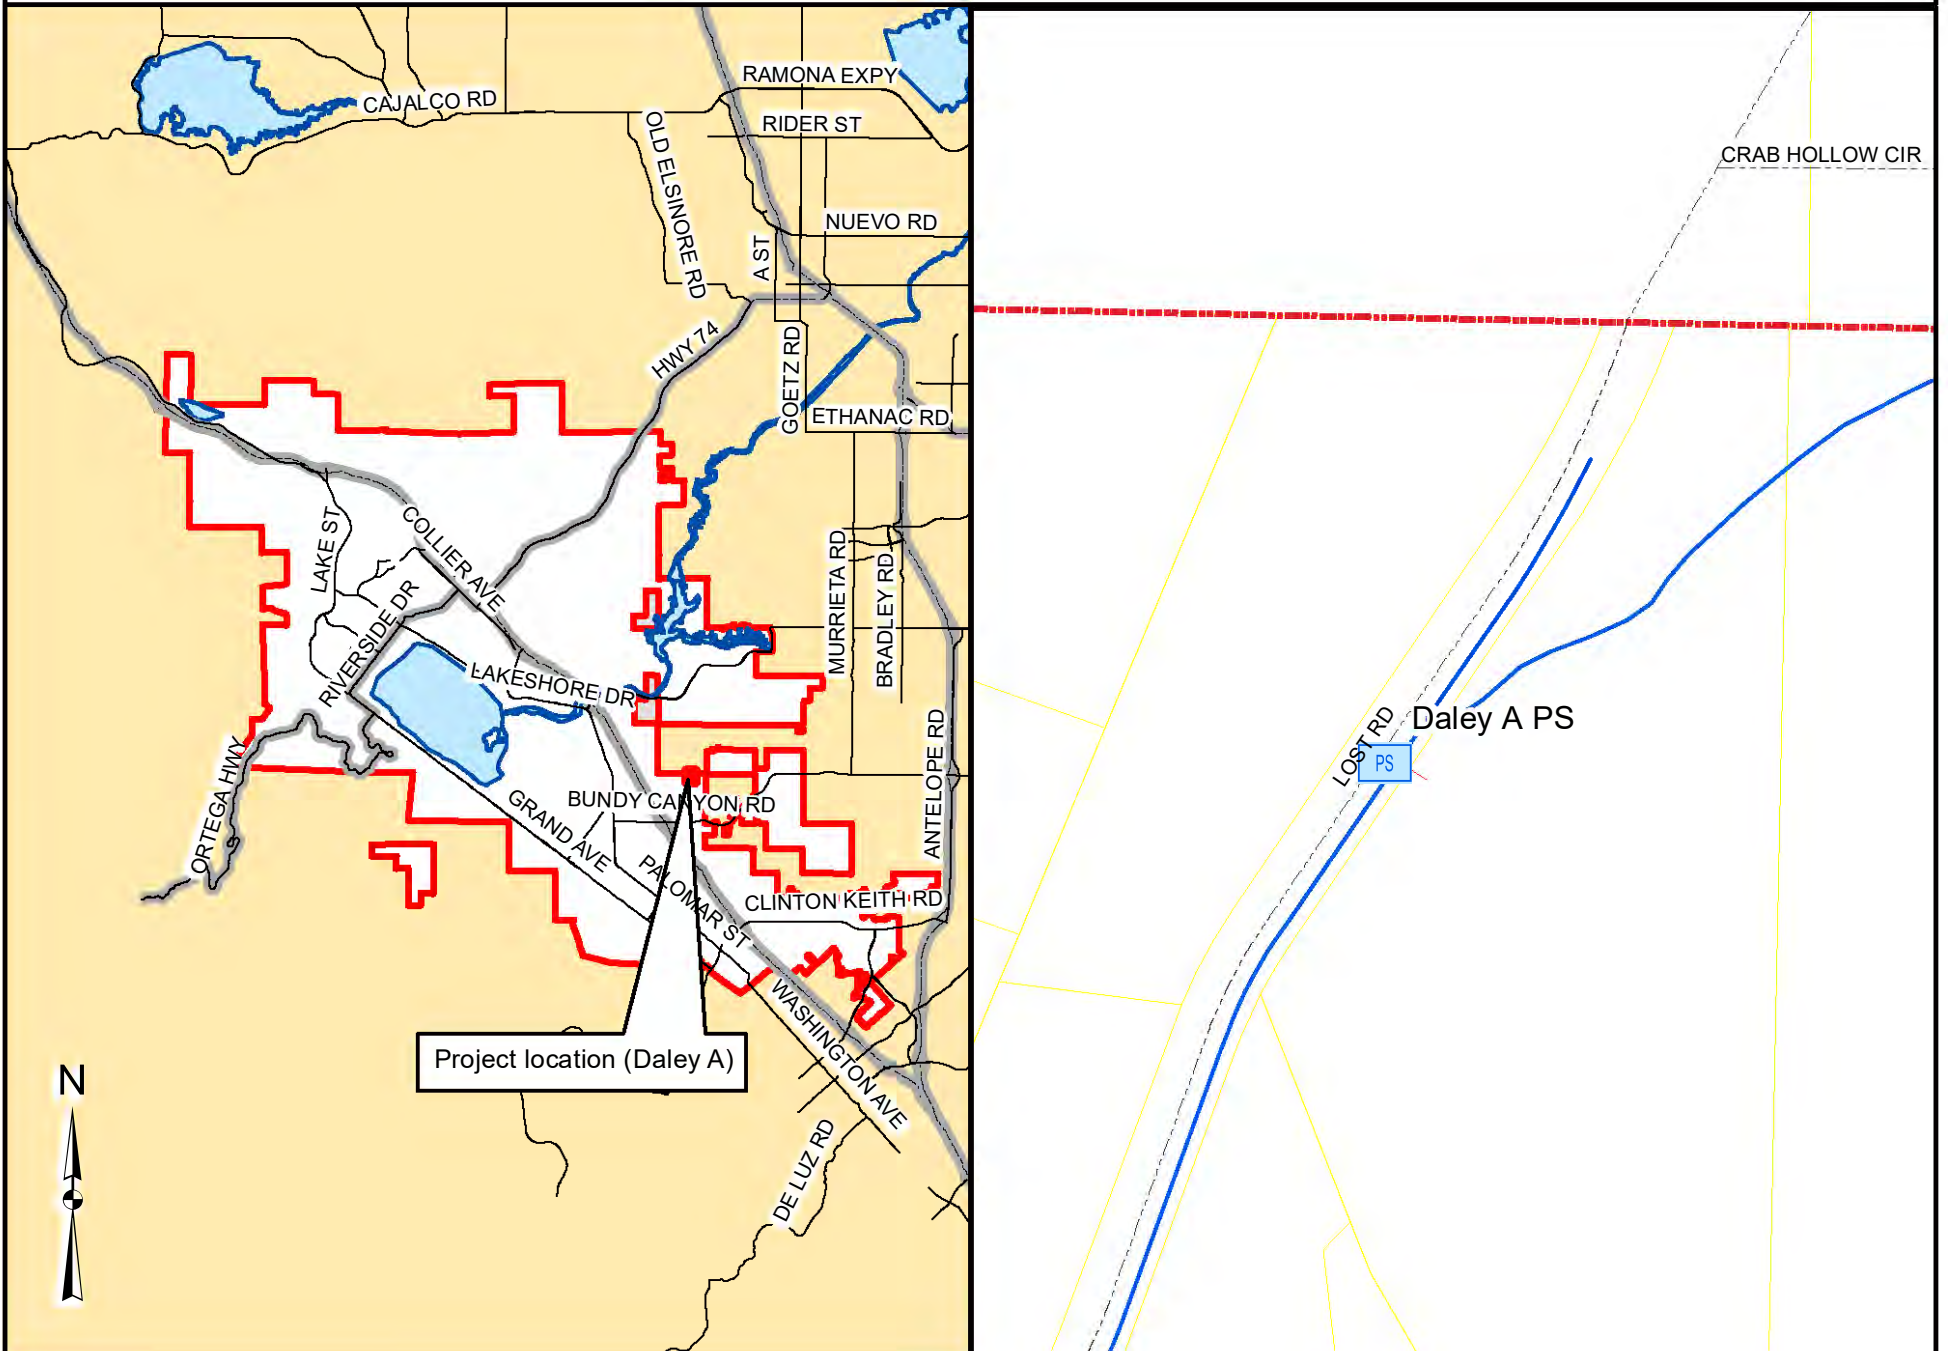 RAMONA EXPY
CAJALCO RD
RIDER ST
OLD ELSINORE RD
NUEVO RD
A ST
HWY 74
GOETZ RD
ETHANAC RD
LAKE ST
COLLIER AVE
MURRIETA RD
BRADLEY RD
RIVERSIDE DR
LAKESHORE DR
ORTEGA HWY
ANTELOPE RD
BUNDY CANYON RD
GRAND AVE
PALOMAR ST
CLINTON KEITH RD
WASHINGTON AVE
Project location (Daley A)
N
DE LUZ RD
CRAB HOLLOW CIR
LOST RD
Daley A PS
PS